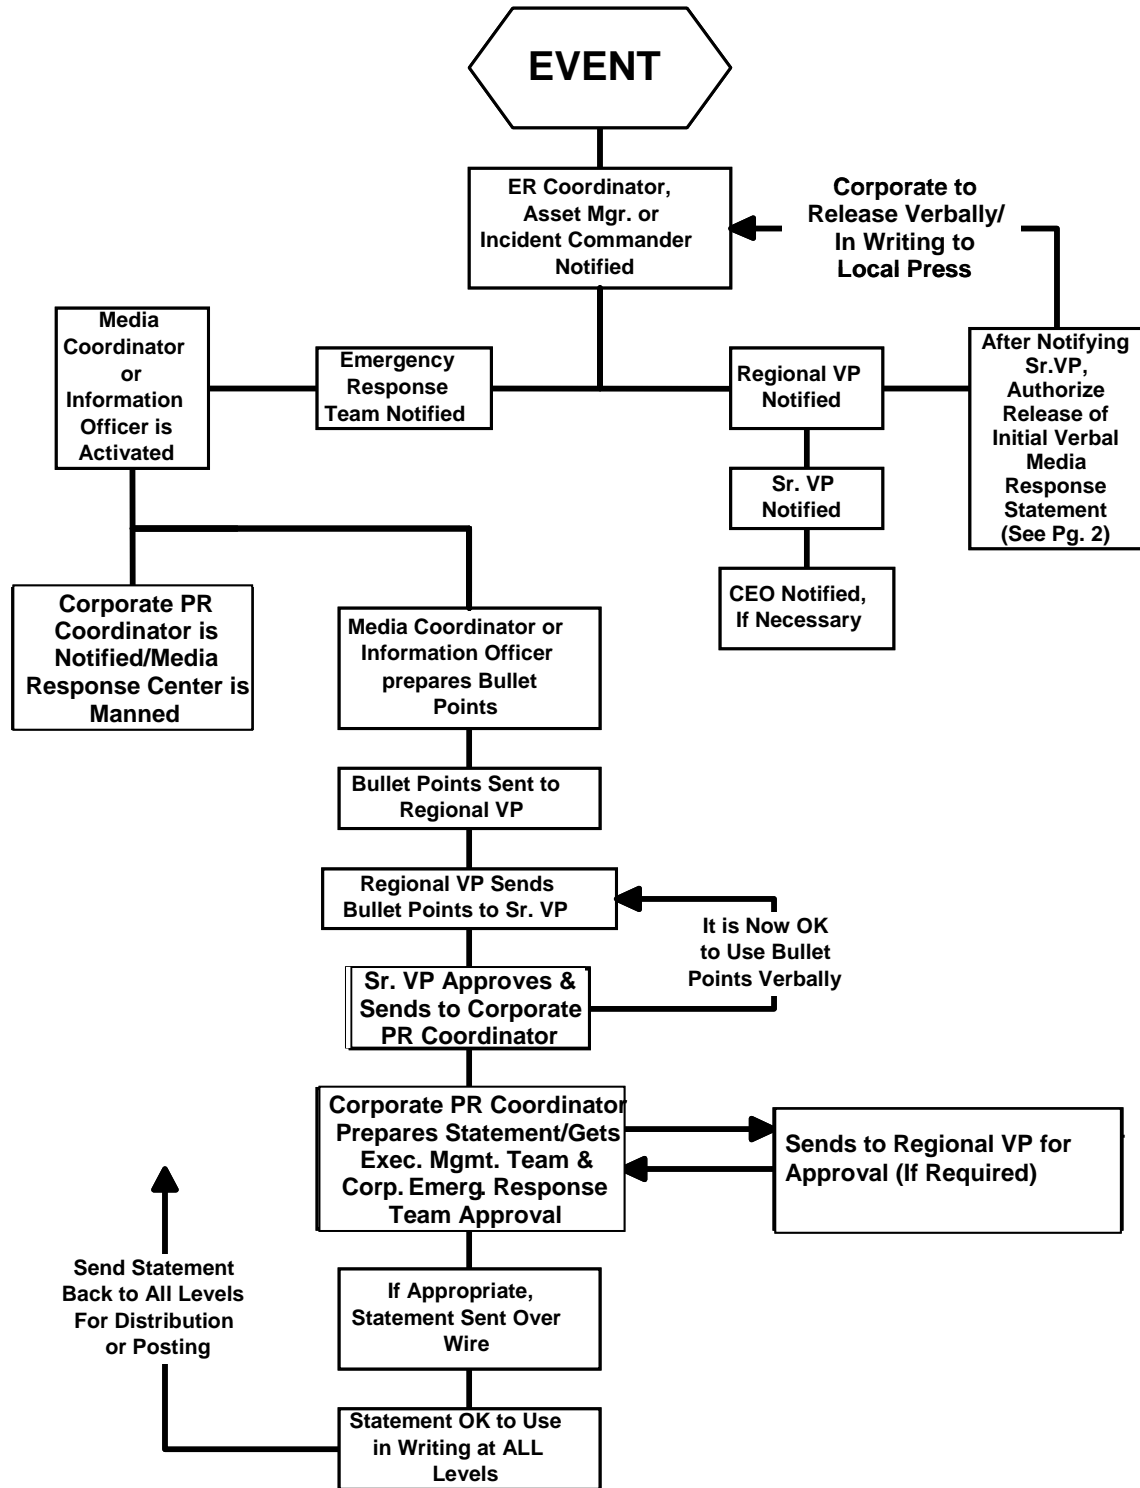 EVENT
ER Coordinator,
Asset Mgr. or
Incident Commander
Notified
Corporate to
Release Verbally/
In Writing to
Local Press
Media
Coordinator
or
Information
Officer is
Activated
Emergency
Response
Team Notified
Regional VP
Notified
After Notifying
Sr.VP,
Authorize
Release of
Initial Verbal
Media
Response
Statement
(See Pg. 2)
Sr. VP
Notified
CEO Notified,
If Necessary
Corporate PR
Coordinator is
Notified/Media
Response Center is
Manned
Media Coordinator or
Information Officer
prepares Bullet
Points
Bullet Points Sent to
Regional VP
Regional VP Sends
Bullet Points to Sr. VP
It is Now OK
to Use Bullet
Points Verbally
Sr. VP Approves &
Sends to Corporate
PR Coordinator
Corporate PR Coordinator
Prepares Statement/Gets
Exec. Mgmt. Team &
Corp. Emerg. Response
Team Approval
Sends to Regional VP for
Approval (If Required)
Send Statement
Back to All Levels
For Distribution
or Posting
If Appropriate,
Statement Sent Over
Wire
Statement OK to Use
in Writing at ALL
Levels